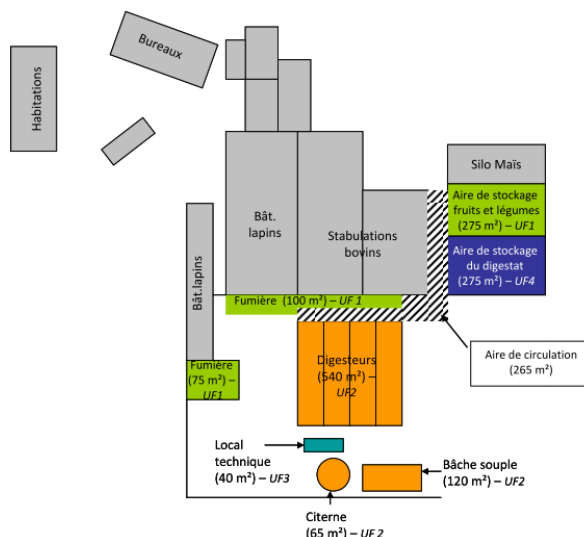 Bureaux
Habitations
Silo Maïs
Aire de stockage
fruits et légumes
(275 m²) – UF1
Aire de stockage
du digestat
(275 m²) – UF4
Bât.
lapins
Stabulations
bovins
Bât.lapins
Fumière (100 m²) – UF 1
Aire de circulation
(265 m²)
Digesteurs
(540 m²) –
UF2
Fumière
(75 m²) –
UF1
Local
technique
(40 m²) – UF3
Bâche souple
(120 m²) – UF2
Citerne
(65 m²) – UF 2